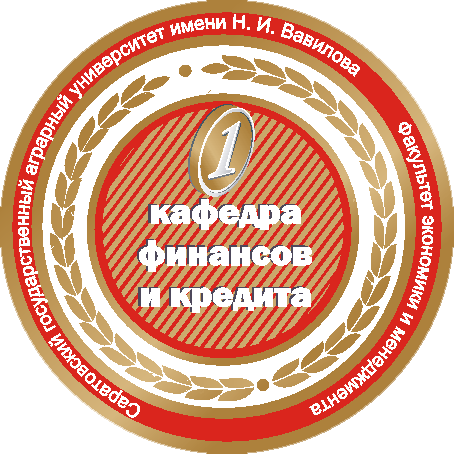 Саратовский государственный аграрный университет имени Н. И. Вавилова
Факультет экономики и менеджмента
1
кафедра
финансов
и кредита